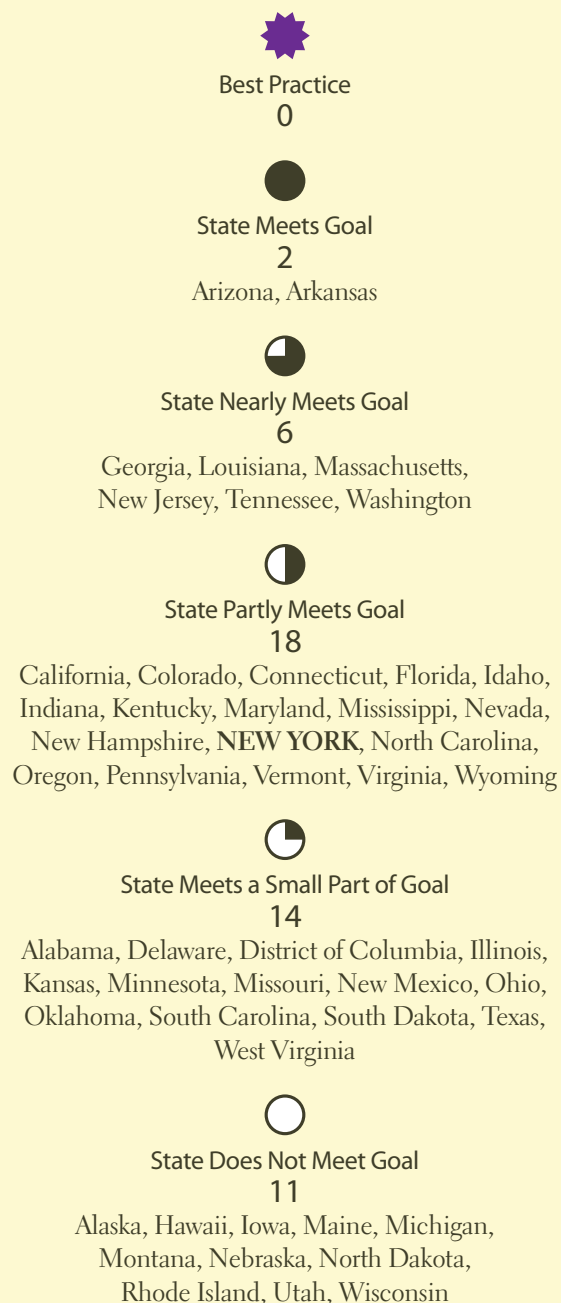 Best Practice
0
State Meets Goal
2
Arizona, Arkansas
State Nearly Meets Goal
6
Georgia, Louisiana, Massachusetts,
New Jersey, Tennessee, Washington
State Partly Meets Goal
18
California, Colorado, Connecticut, Florida, Idaho,
Indiana, Kentucky, Maryland, Mississippi, Nevada,
New Hampshire, NEW YORK, North Carolina,
Oregon, Pennsylvania, Vermont, Virginia, Wyoming
State Meets a Small Part of Goal
14
Alabama, Delaware, District of Columbia, Illinois,
Kansas, Minnesota, Missouri, New Mexico, Ohio,
Oklahoma, South Carolina, South Dakota, Texas,
West Virginia
State Does Not Meet Goal
11
Alaska, Hawaii, Iowa, Maine, Michigan,
Montana, Nebraska, North Dakota,
Rhode Island, Utah, Wisconsin